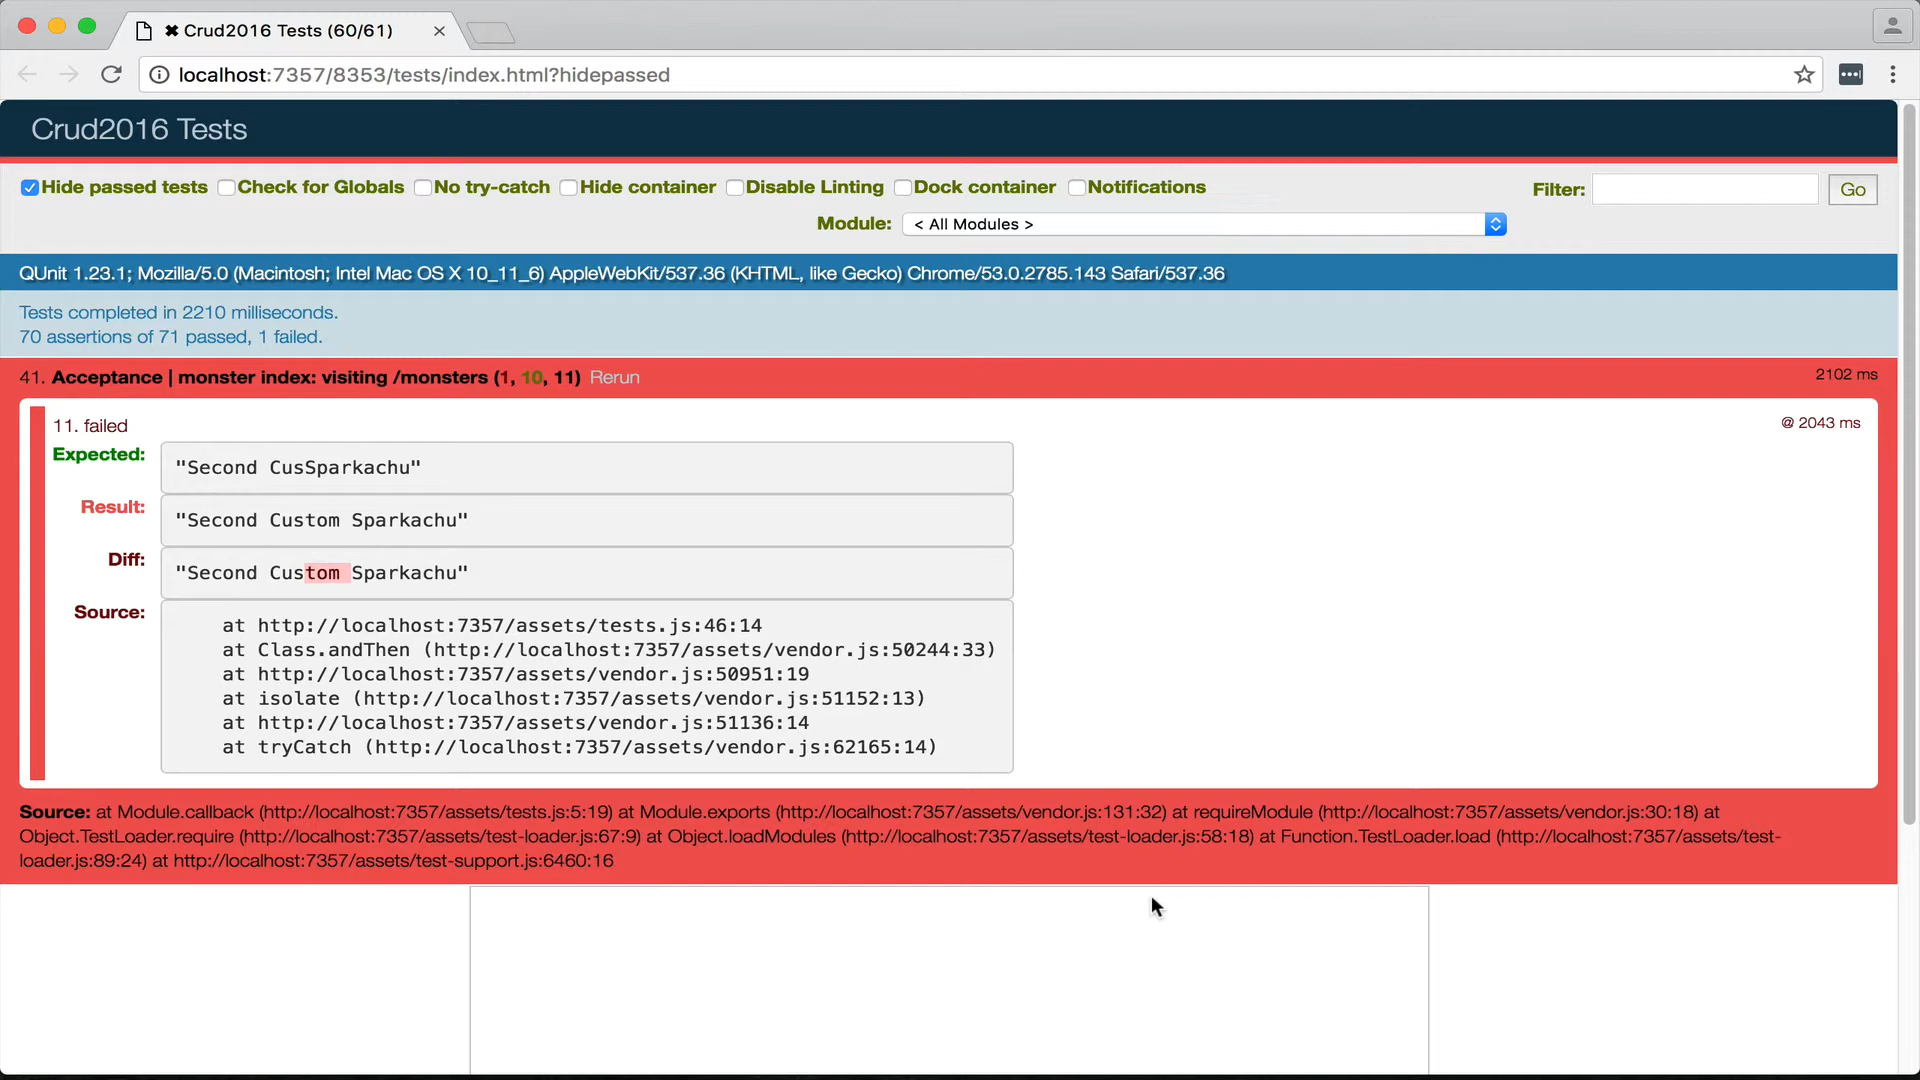 ✖ Crud2016 Tests (60/61)
localhost:7357/8353/tests/index.html?hidepassed
Crud2016 Tests
Hide passed tests Check for Globals No try-catch Hide container Disable Linting Dock container Notifications Filter: Go
Module: < All Modules >
QUnit 1.23.1; Mozilla/5.0 (Macintosh; Intel Mac OS X 10_11_6) AppleWebKit/537.36 (KHTML, like Gecko) Chrome/53.0.2785.143 Safari/537.36
Tests completed in 2210 milliseconds.
70 assertions of 71 passed, 1 failed.
41. Acceptance | monster index: visiting /monsters (1, 10, 11) Rerun 2102 ms
11. failed @ 2043 ms
Expected: "Second CusSparkachu"
Result: "Second Custom Sparkachu"
Diff: "Second Custom Sparkachu"
Source: at http://localhost:7357/assets/tests.js:46:14
at Class.andThen (http://localhost:7357/assets/vendor.js:50244:33)
at http://localhost:7357/assets/vendor.js:50951:19
at isolate (http://localhost:7357/assets/vendor.js:51152:13)
at http://localhost:7357/assets/vendor.js:51136:14
at tryCatch (http://localhost:7357/assets/vendor.js:62165:14)
Source: at Module.callback (http://localhost:7357/assets/tests.js:5:19) at Module.exports (http://localhost:7357/assets/vendor.js:131:32) at requireModule (http://localhost:7357/assets/vendor.js:30:18) at
Object.TestLoader.require (http://localhost:7357/assets/test-loader.js:67:9) at Object.loadModules (http://localhost:7357/assets/test-loader.js:58:18) at Function.TestLoader.load (http://localhost:7357/assets/test-
loader.js:89:24) at http://localhost:7357/assets/test-support.js:6460:16